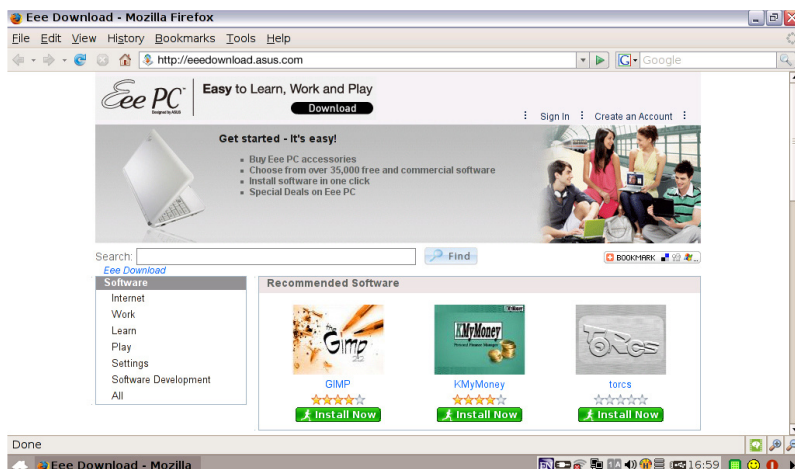 Eee Download - Mozilla Firefox
File Edit View History Bookmarks Tools Help
http://eeedownload.asus.com
G Google
Eee PC
Easy to Learn, Work and Play
Download
Sign In Create an Account
Get started - It's easy!
Buy Eee PC accessories
Choose from over 35,000 free and commercial software
Install software in one click
Special Deals on Eee PC
Search:
Find
BOOKMARK
Eee Download
Software
Internet
Work
Learn
Play
Settings
Software Development
All
Recommended Software
the Gimp
KMyMoney
TORCS
GIMP
KMyMoney
torcs
Install Now
Install Now
Install Now
Done
Eee Download - Mozilla
16:59